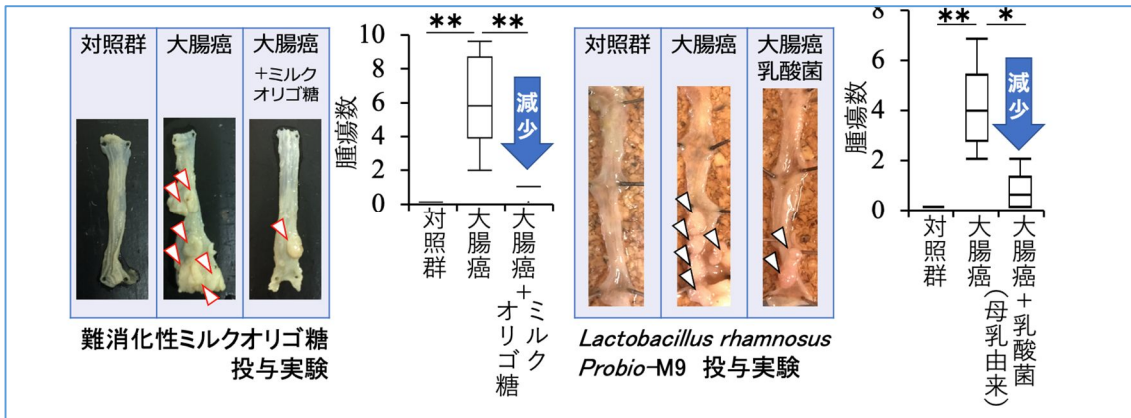 対照群
大腸癌
大腸癌
+ミルク
オリゴ糖
難消化性ミルクオリゴ糖
投与実験
**
**
10
8
6
4
2
0
腫瘍数
減少
対照群
大腸癌
大腸癌+ミルク
オリゴ糖
対照群
大腸癌
大腸癌
乳酸菌
Lactobacillus rhamnosus
Probio-M9 投与実験
**
*
8
6
4
2
0
腫瘍数
減少
対照群
大腸癌
大腸癌+乳酸菌
(母乳由来)